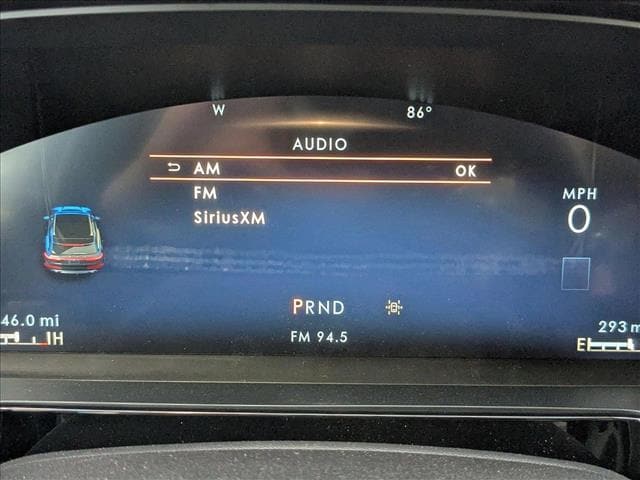 W 86°
AUDIO
AM OK
FM
SiriusXM
MPH
0
PRND
46.0 mi 293 m
H E
FM 94.5